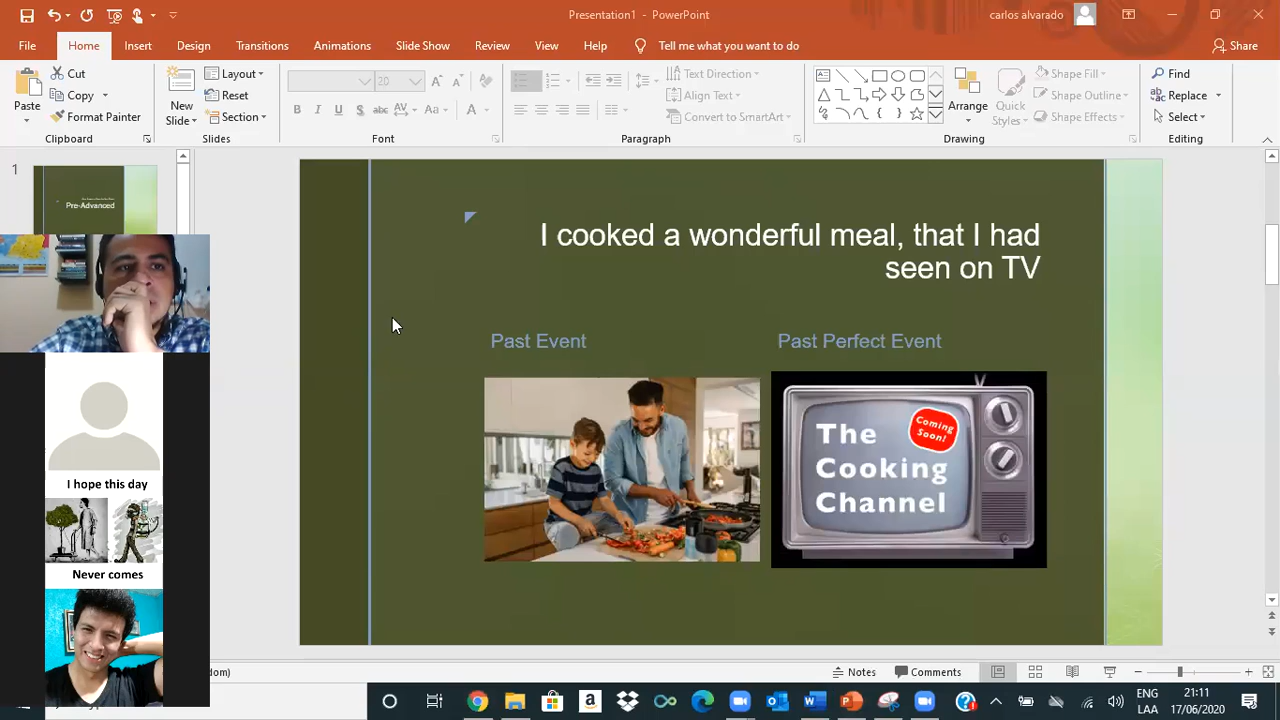 Presentation1 - PowerPoint
carlos alvarado
File
Home
Insert
Design
Transitions
Animations
Slide Show
Review
View
Help
Tell me what you want to do
Share
Paste
Cut
Copy
Format Painter
Clipboard
New Slide
Layout
Reset
Section
Slides
20
Font
Text Direction
Align Text
Convert to SmartArt
Paragraph
Arrange
Quick Styles
Shape Fill
Shape Outline
Shape Effects
Drawing
Find
Replace
Select
Editing
1
Pre-Advanced
I hope this day
Never comes
I cooked a wonderful meal, that I had
seen on TV
Past Event
Past Perfect Event
The
Cooking
Channel
Coming
Soon!
Notes
Comments
ENG
LAA
21:11
17/06/2020